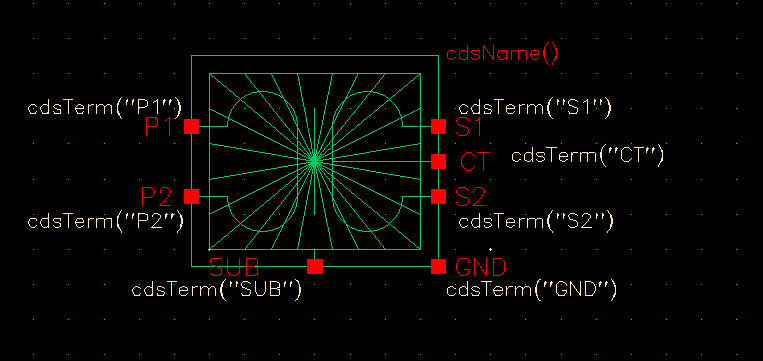 cdsName()
cdsTerm("P1")
cdsTerm("S1")
P1
S1
CT
cdsTerm("CT")
P2
S2
cdsTerm("P2")
cdsTerm("S2")
SUB
GND
cdsTerm("SUB")
cdsTerm("GND")